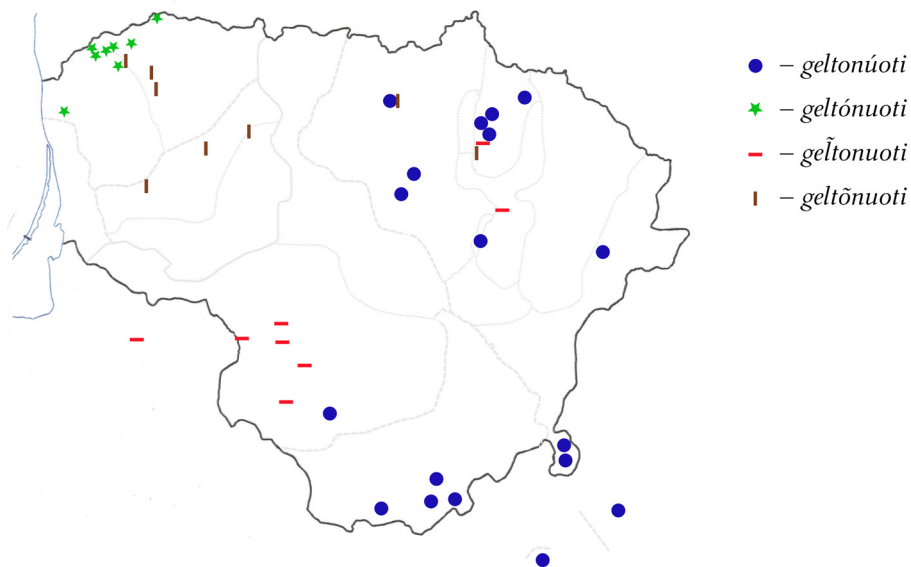 – geltonúoti
– geltónuoti
– gel̃tonuoti
– geltõnuoti